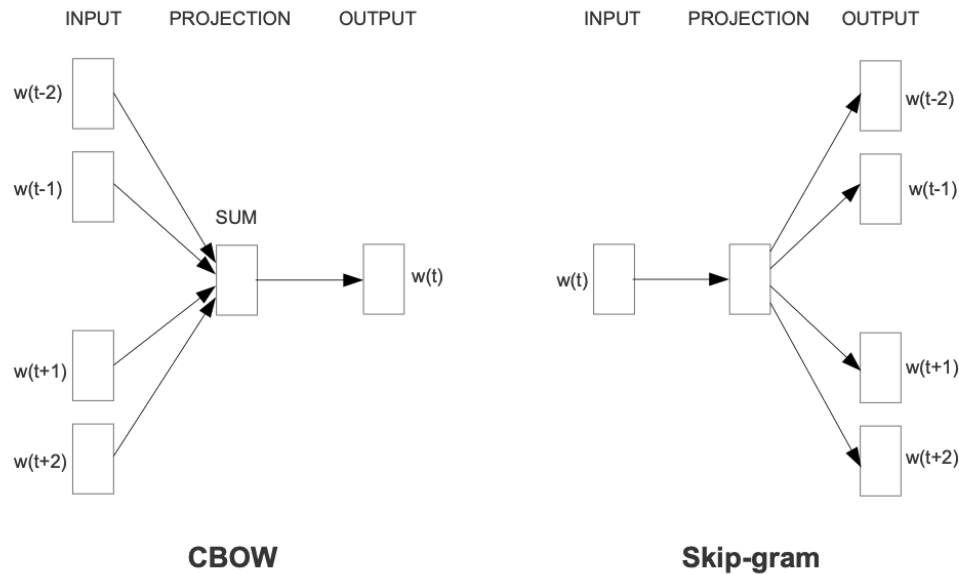 INPUT PROJECTION OUTPUT
w(t-2)
w(t-1)
SUM
w(t)
w(t+1)
w(t+2)
CBOW
INPUT PROJECTION OUTPUT
w(t-2)
w(t-1)
w(t)
w(t+1)
w(t+2)
Skip-gram